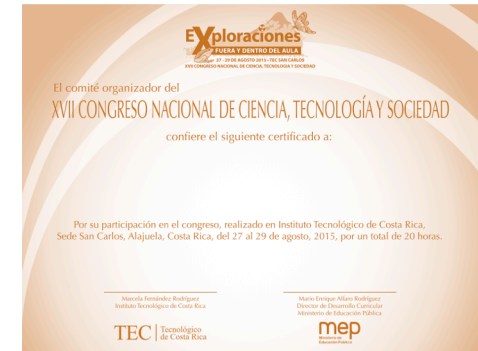 EXploraciones
FUERA Y DENTRO DEL AULA
27 - 29 DE AGOSTO 2015 • TEC SAN CARLOS
XVII CONGRESO NACIONAL DE CIENCIA, TECNOLOGIA Y SOCIEDAD
El comité organizador del
XVII CONGRESO NACIONAL DE CIENCIA, TECNOLOGÍA Y SOCIEDAD
confiere el siguiente certificado a:
Por su participación en el congreso, realizado en Instituto Tecnológico de Costa Rica,
Sede San Carlos, Alajuela, Costa Rica, del 27 al 29 de agosto, 2015, por un total de 20 horas.
Marcela Fernández Rodríguez
Instituto Tecnológico de Costa Rica
TEC | Tecnológico
de Costa Rica
Mario Enrique Alfaro Rodríguez
Director de Desarrollo Curricular
Ministerio de Educación Pública
mep
Ministerio de
Educación Pública